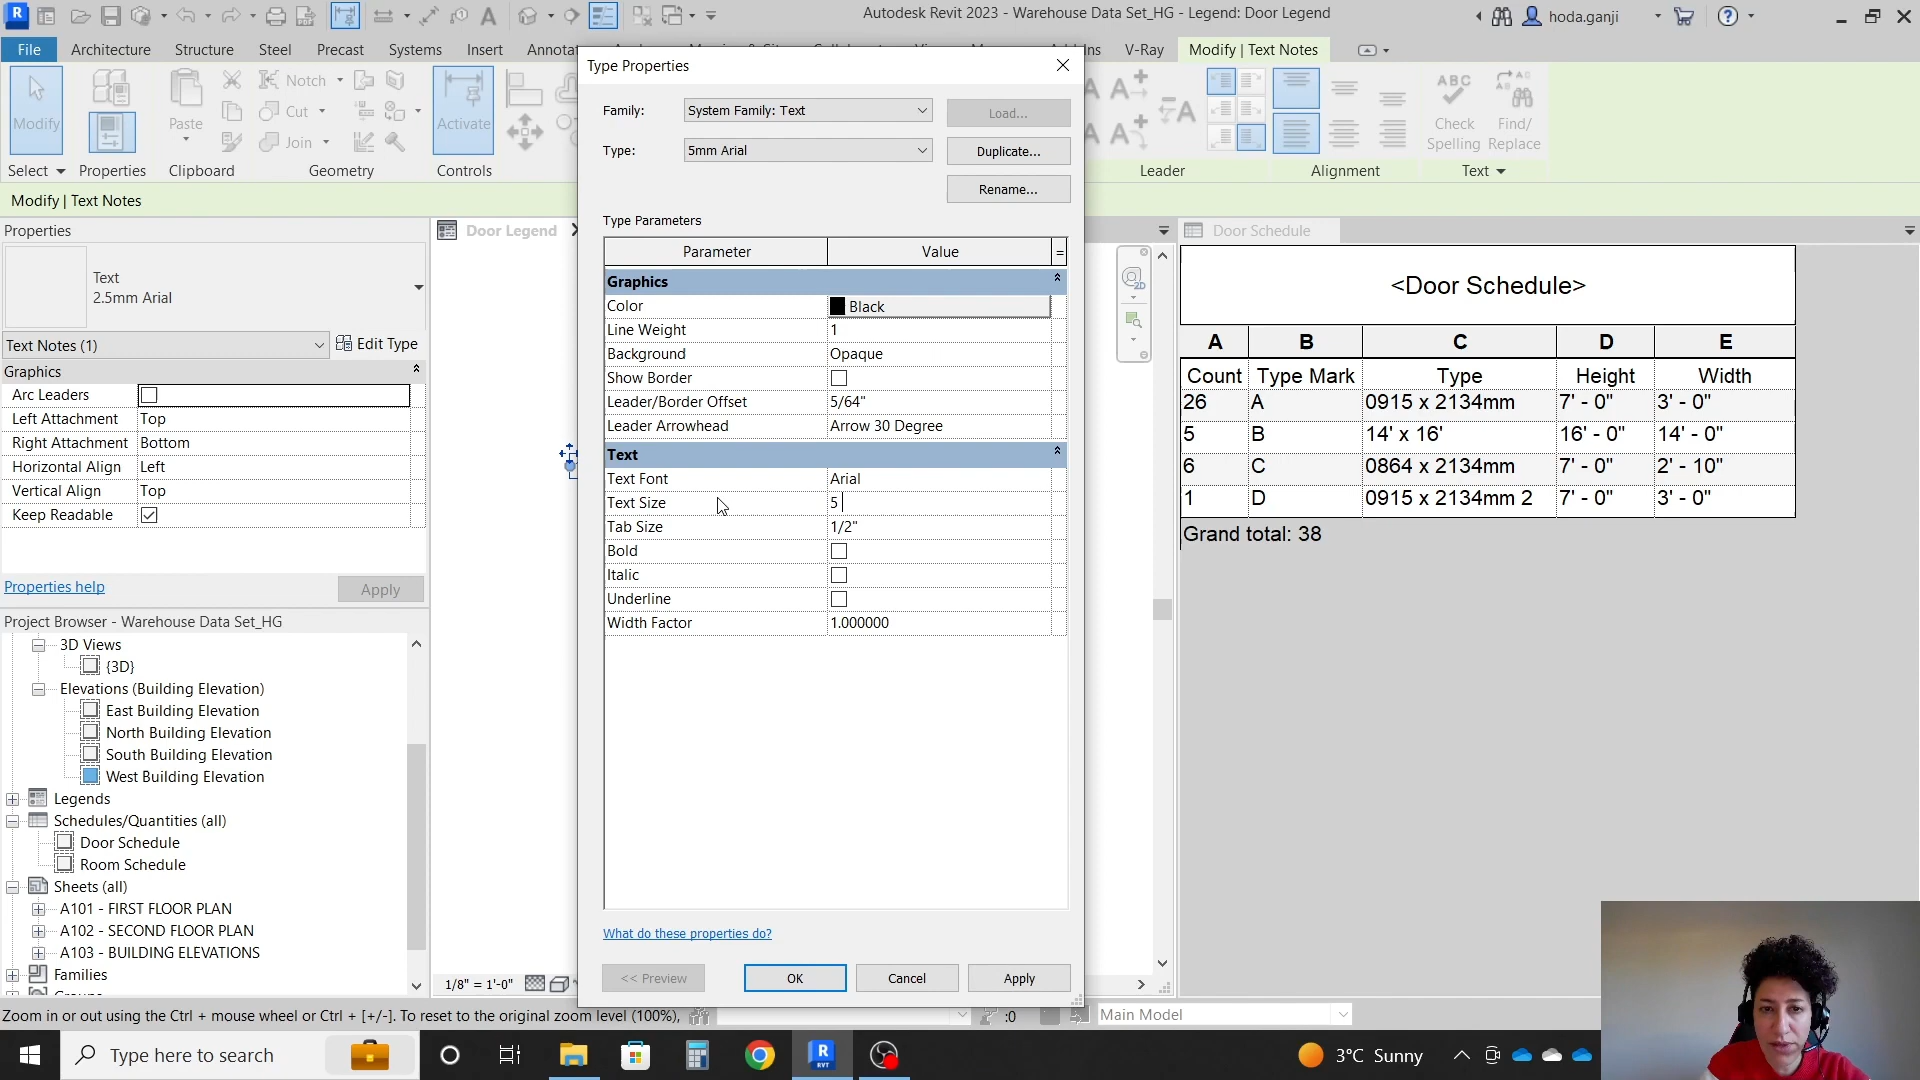 Autodesk Revit 2023 - Warehouse Data Set_HG - Legend: Door Legend
hoda.ganji
File
Architecture
Structure
Steel
Precast
Systems
Insert
V-Ray
Modify | Text Notes
Modify
Paste
Notch
Cut
Join
Activate
ABC
Check
Spelling
Find/
Replace
Select
Properties
Clipboard
Geometry
Controls
Leader
Alignment
Text
Modify | Text Notes
Properties
Text
2.5mm Arial
Text Notes (1)
Edit Type
Graphics
Arc Leaders
Left Attachment Top
Right Attachment Bottom
Horizontal Align Left
Vertical Align Top
Keep Readable
Properties help
Apply
Project Browser - Warehouse Data Set_HG
3D Views
{3D}
Elevations (Building Elevation)
East Building Elevation
North Building Elevation
South Building Elevation
West Building Elevation
Legends
Schedules/Quantities (all)
Door Schedule
Room Schedule
Sheets (all)
A101 - FIRST FLOOR PLAN
A102 - SECOND FLOOR PLAN
A103 - BUILDING ELEVATIONS
Families
Door Legend
1/8" = 1'-0"
Type Properties
Family:
System Family: Text
Load...
Type:
5mm Arial
Duplicate...
Rename...
Type Parameters
Parameter Value =
Graphics
Color Black
Line Weight 1
Background Opaque
Show Border
Leader/Border Offset 5/64"
Leader Arrowhead Arrow 30 Degree
Text
Text Font Arial
Text Size 5
Tab Size 1/2"
Bold
Italic
Underline
Width Factor 1.000000
What do these properties do?
<< Preview
OK
Cancel
Apply
Door Schedule
<Door Schedule>
A B C D E
Count Type Mark Type Height Width
26 A 0915 x 2134mm 7' - 0" 3' - 0"
5 B 14' x 16' 16' - 0" 14' - 0"
6 C 0864 x 2134mm 7' - 0" 2' - 10"
1 D 0915 x 2134mm 2 7' - 0" 3' - 0"
Grand total: 38
Zoom in or out using the Ctrl + mouse wheel or Ctrl + [+/-]. To reset to the original zoom level (100%),
:0
Main Model
Type here to search
3°C Sunny